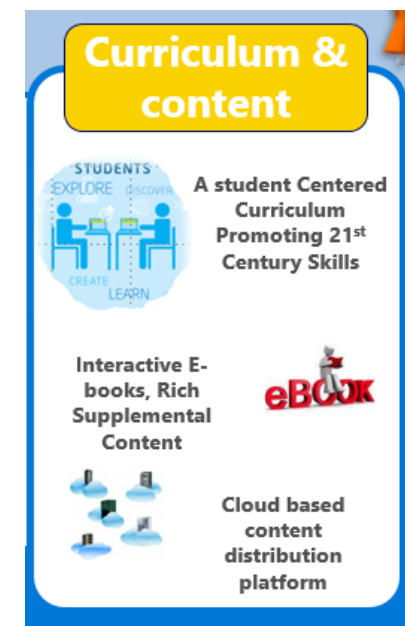 Curriculum &
content
STUDENTS
EXPLORE DISCOVER
CREATE
LEARN
A student Centered
Curriculum
Promoting 21st
Century Skills
Interactive E-
books, Rich
Supplemental
Content
eBOOK
Cloud based
content
distribution
platform